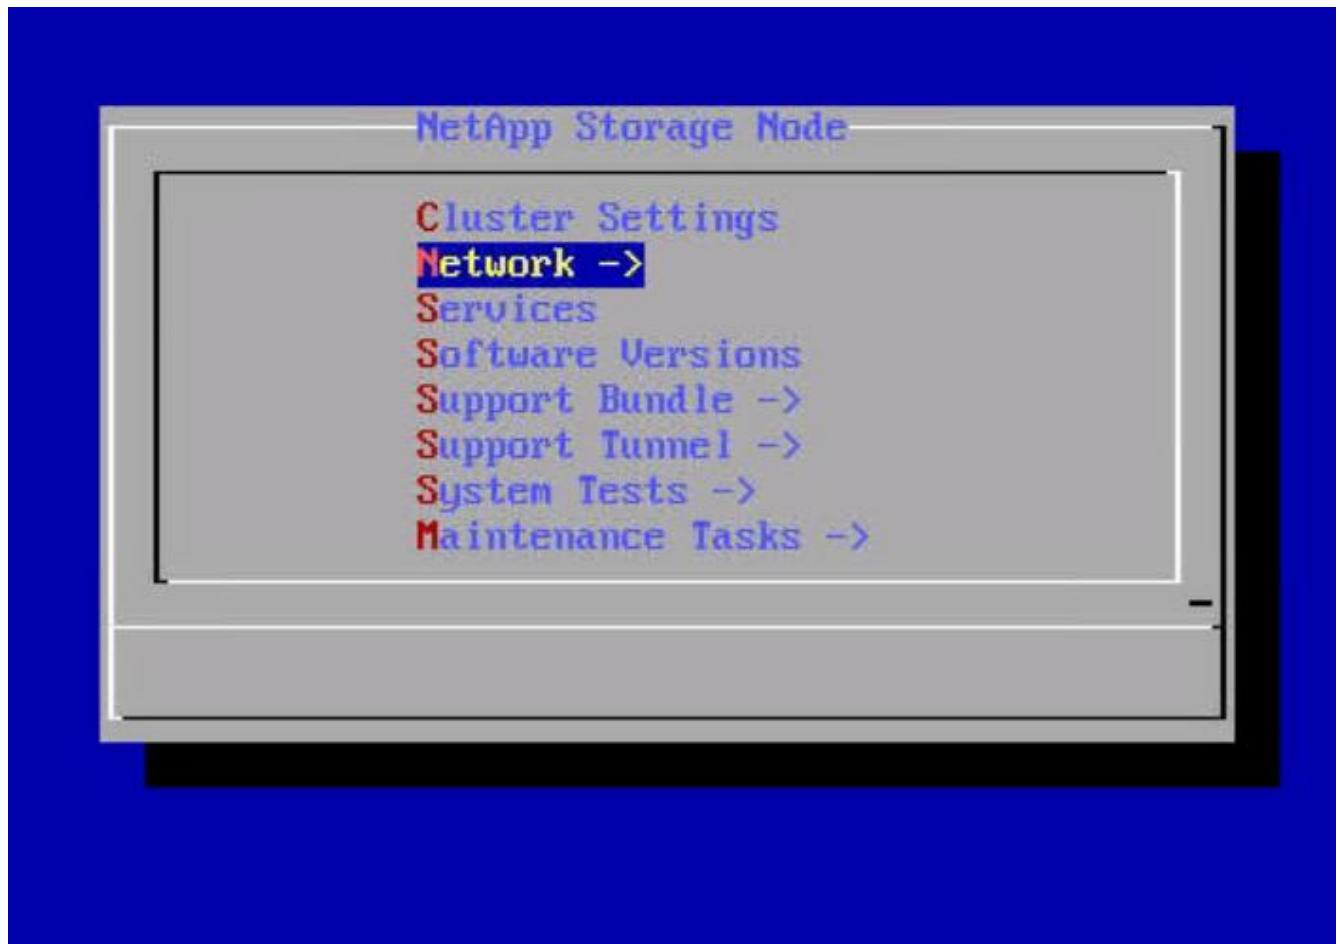 NetApp Storage Node
Cluster Settings
Network ->
Services
Software Versions
Support Bundle ->
Support Tunnel ->
System Tests ->
Maintenance Tasks ->